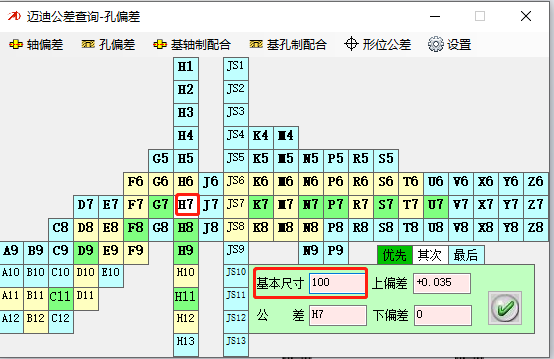 迈迪公差查询-孔偏差
轴偏差 孔偏差 基轴制配合 基孔制配合 形位公差 设置
H1 JS1
H2 JS2
H3 JS3
H4 JS4 K4 M4
G5 H5 JS5 K5 M5 N5 P5 R5 S5
F6 G6 H6 J6 JS6 K6 M6 N6 P6 R6 S6 T6 U6 V6 X6 Y6 Z6
D7 E7 F7 G7 H7 J7 JS7 K7 M7 N7 P7 R7 S7 T7 U7 V7 X7 Y7 Z7
C8 D8 E8 F8 G8 H8 J8 JS8 K8 M8 N8 P8 R8 S8 T8 U8 V8 X8 Y8 Z8
A9 B9 C9 D9 E9 F9 H9 JS9 N9 P9
优先 其次 最后
A10 B10 C10 D10 E10 H10 JS10
基本尺寸 100 上偏差 +0.035
A11 B11 C11 D11 H11 JS11
A12 B12 C12 H12 JS12
公 差 H7 下偏差 0
H13 JS13